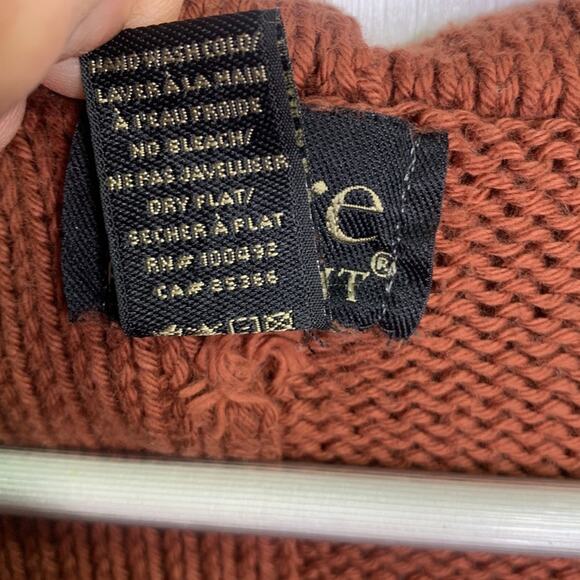 HAND WASH COLD/
LAVER À LA MAIN
À L'EAU FROIDE
NO BLEACH/
NE PAS JAVELLISER
DRY FLAT/
SÉCHER À PLAT
RN# 100492
CA# 25366